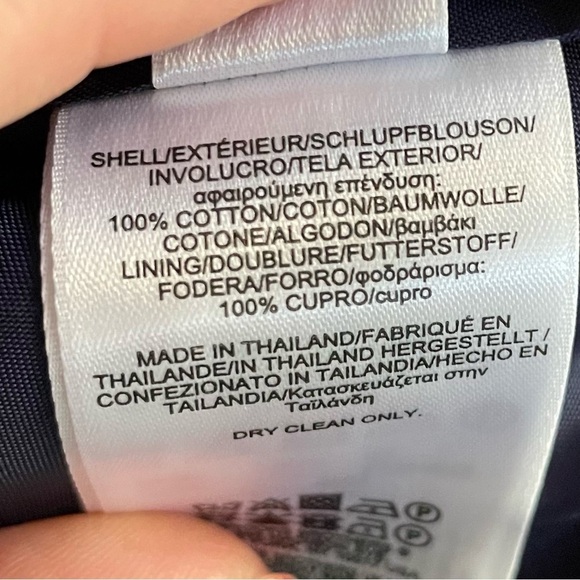 SHELL/EXTÉRIEUR/SCHLUPFBLOUSON/
INVOLUCRO/TELA EXTERIOR/
αφαιρούμενη επένδυση:
100% COTTON/COTON/BAUMWOLLE/
COTONE/ALGODON/βαμβάκι
LINING/DOUBLURE/FUTTERSTOFF/
FODERA/FORRO/φοδράρισμα:
100% CUPRO/cupro
MADE IN THAILAND/FABRIQUÉ EN
THAILANDE/IN THAILAND HERGESTELLT/
CONFEZIONATO IN TAILANDIA/HECHO EN
TAILANDIA/Κατασκευάζεται στην
Ταϊλάνδη
DRY CLEAN ONLY.
P
P